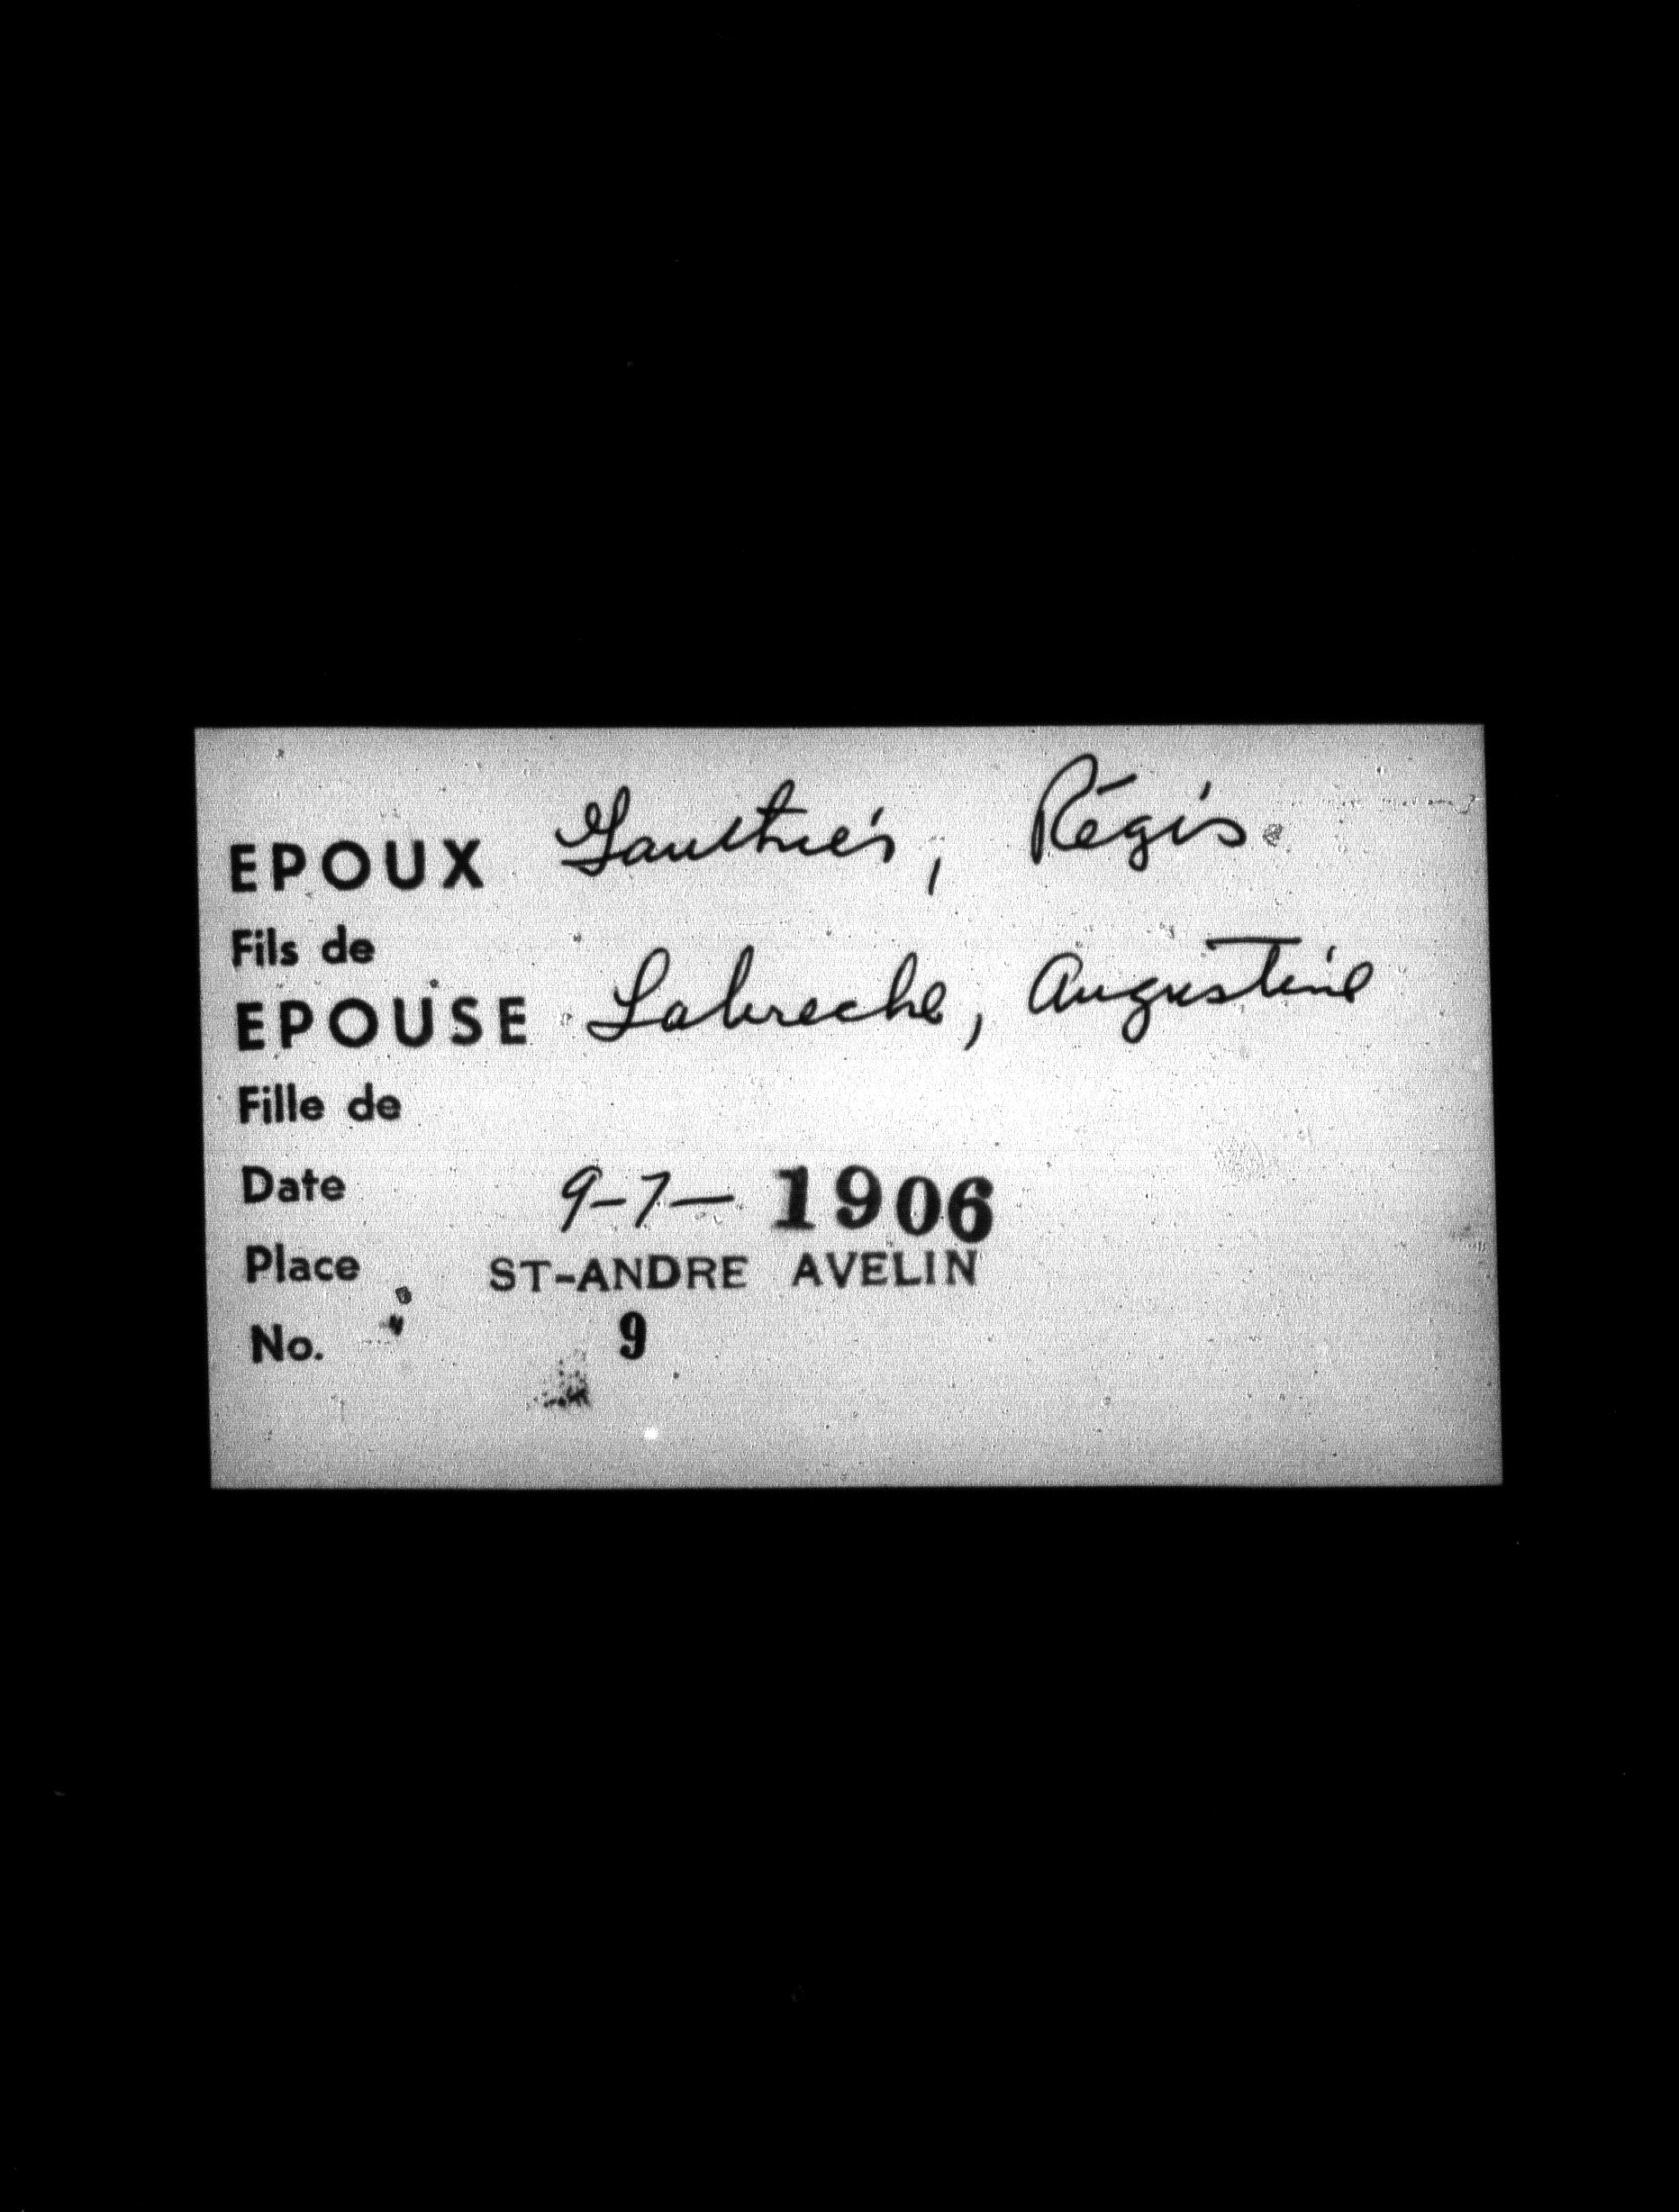 EPOUX Gauthier, Régis
Fils de
EPOUSE Labreche, Augustine
Fille de
Date 9-7- 1906
Place ST-ANDRE AVELIN
No. 9